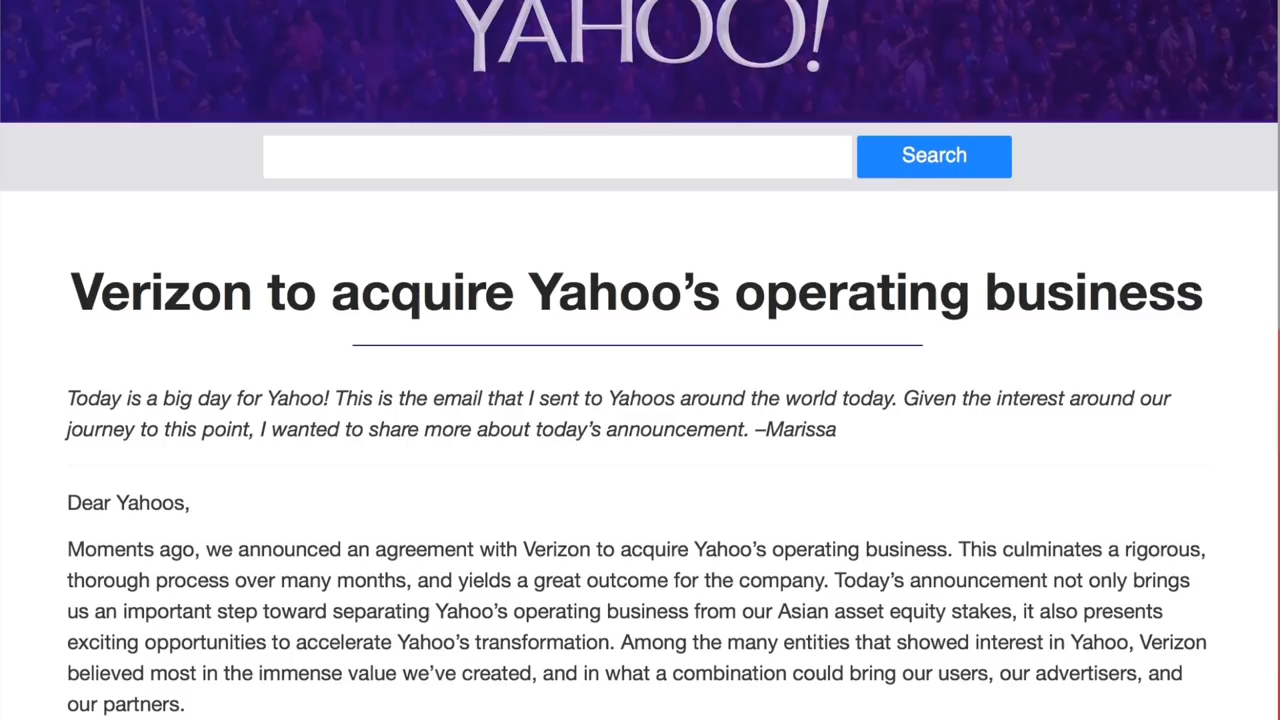 YAHOO!
Search
Verizon to acquire Yahoo’s operating business
Today is a big day for Yahoo! This is the email that I sent to Yahoos around the world today. Given the interest around our
journey to this point, I wanted to share more about today’s announcement. –Marissa
Dear Yahoos,
Moments ago, we announced an agreement with Verizon to acquire Yahoo’s operating business. This culminates a rigorous,
thorough process over many months, and yields a great outcome for the company. Today’s announcement not only brings
us an important step toward separating Yahoo’s operating business from our Asian asset equity stakes, it also presents
exciting opportunities to accelerate Yahoo’s transformation. Among the many entities that showed interest in Yahoo, Verizon
believed most in the immense value we’ve created, and in what a combination could bring our users, our advertisers, and
our partners.